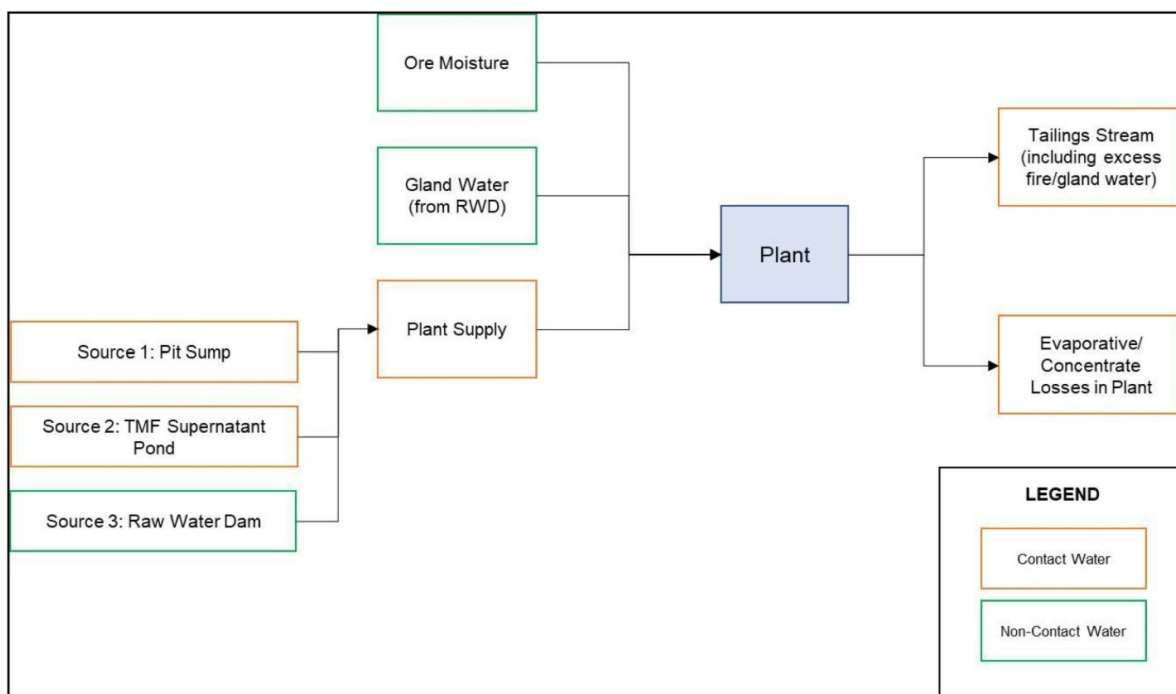 Ore Moisture
Gland Water
(from RWD)
Plant Supply
Source 1: Pit Sump
Source 2: TMF Supernatant
Pond
Source 3: Raw Water Dam
Plant
Tailings Stream
(including excess
fire/gland water)
Evaporative/
Concentrate
Losses in Plant
LEGEND
Contact Water
Non-Contact Water